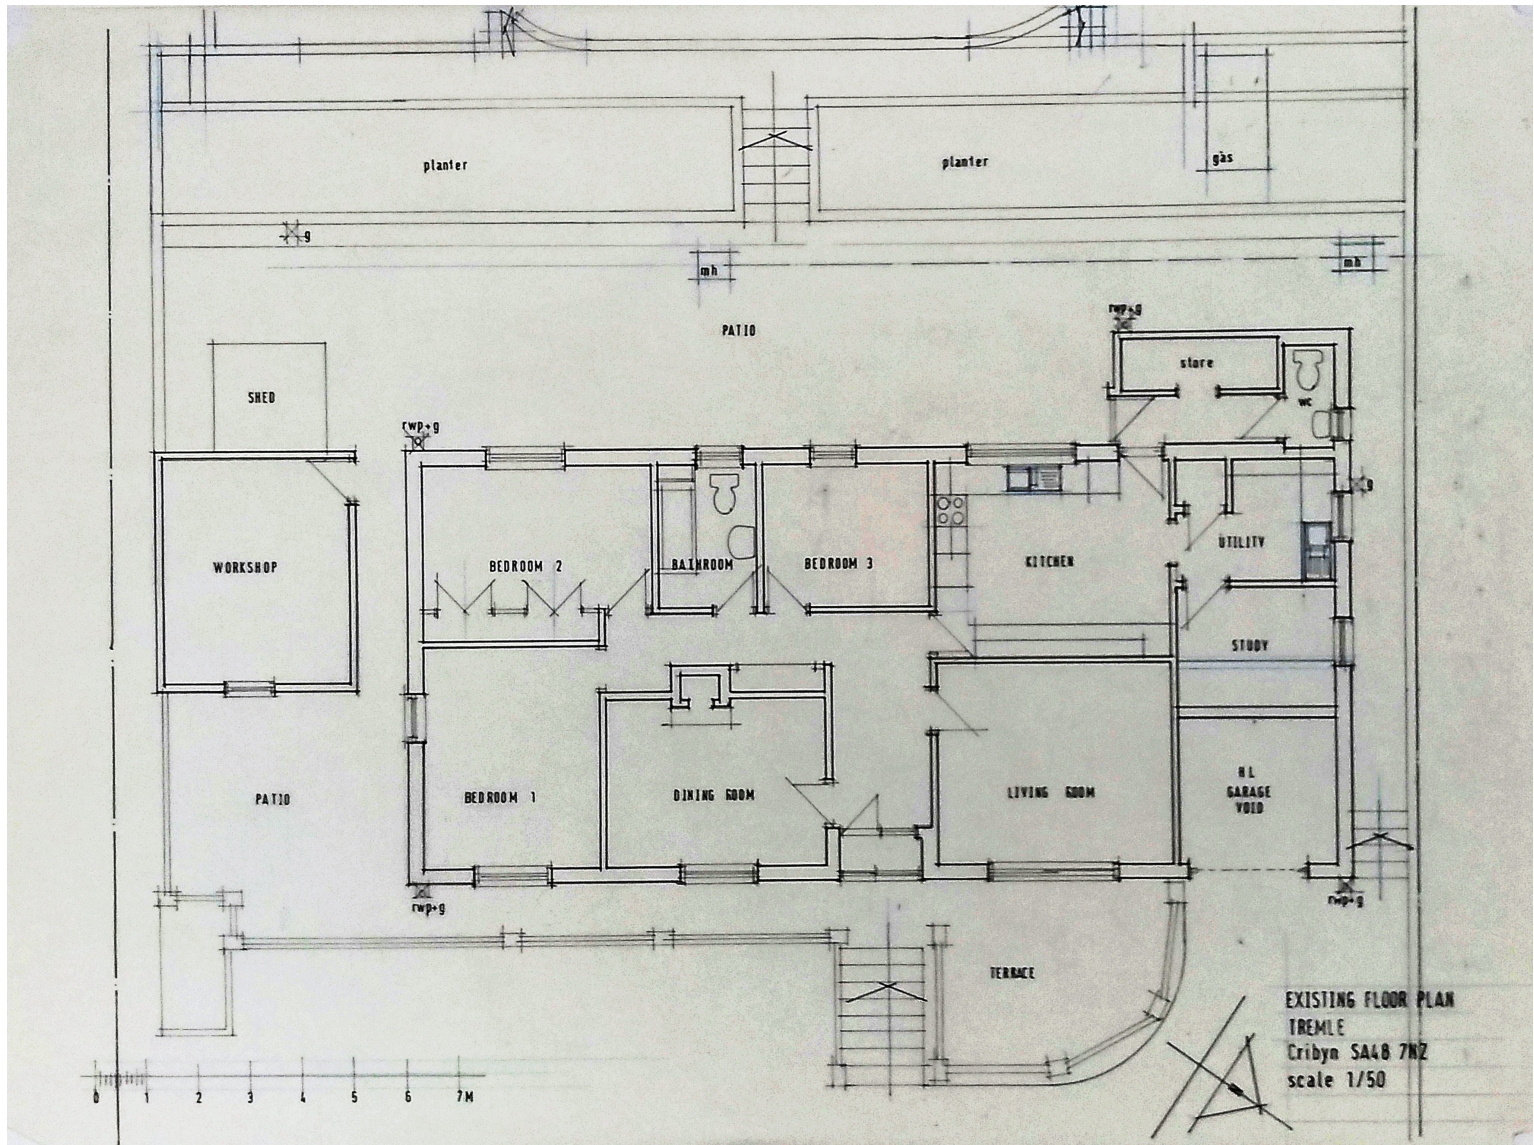 planter
planter
gas
g
mh
mh
rwp+g
PATIO
store
SHED
WC
rwp+g
g
UTILITY
WORKSHOP
BEDROOM 2
BATHROOM
BEDROOM 3
KITCHEN
STUDY
PATIO
BEDROOM 1
DINING ROOM
LIVING ROOM
HL
GARAGE
VOID
rwp+g
rwp+g
TERRACE
EXISTING FLOOR PLAN
TREMLE
Cribyn SA48 7NZ
scale 1/50
0 1 2 3 4 5 6 7M